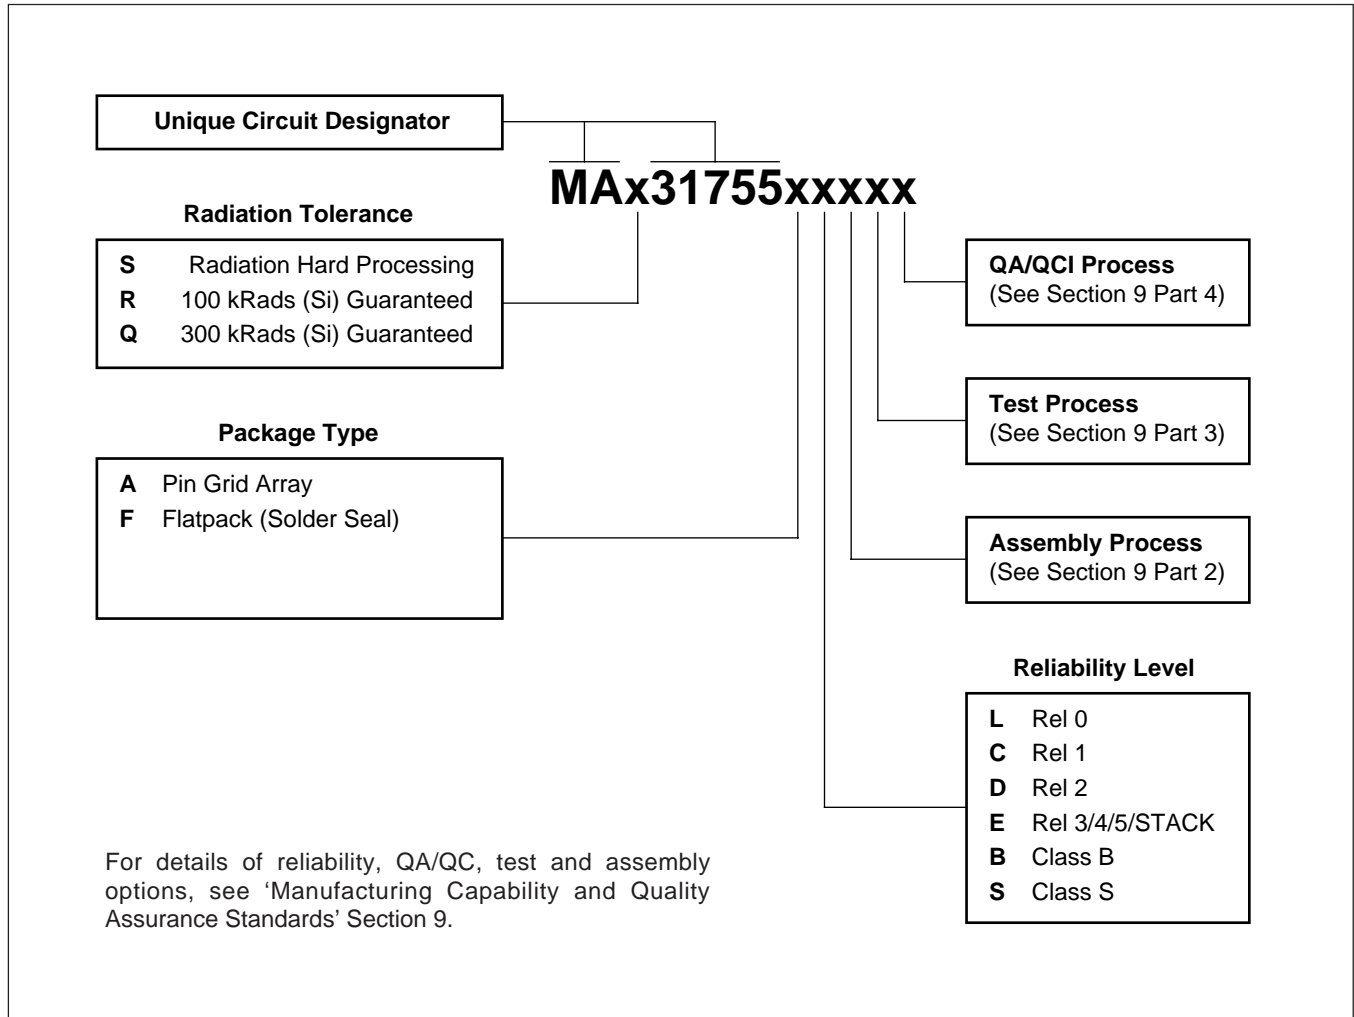 Unique Circuit Designator
MAx31755xxxxx
Radiation Tolerance
S Radiation Hard Processing
R 100 kRads (Si) Guaranteed
Q 300 kRads (Si) Guaranteed
Package Type
A Pin Grid Array
F Flatpack (Solder Seal)
QA/QCI Process
(See Section 9 Part 4)
Test Process
(See Section 9 Part 3)
Assembly Process
(See Section 9 Part 2)
Reliability Level
L Rel 0
C Rel 1
D Rel 2
E Rel 3/4/5/STACK
B Class B
S Class S
For details of reliability, QA/QC, test and assembly
options, see ‘Manufacturing Capability and Quality
Assurance Standards’ Section 9.